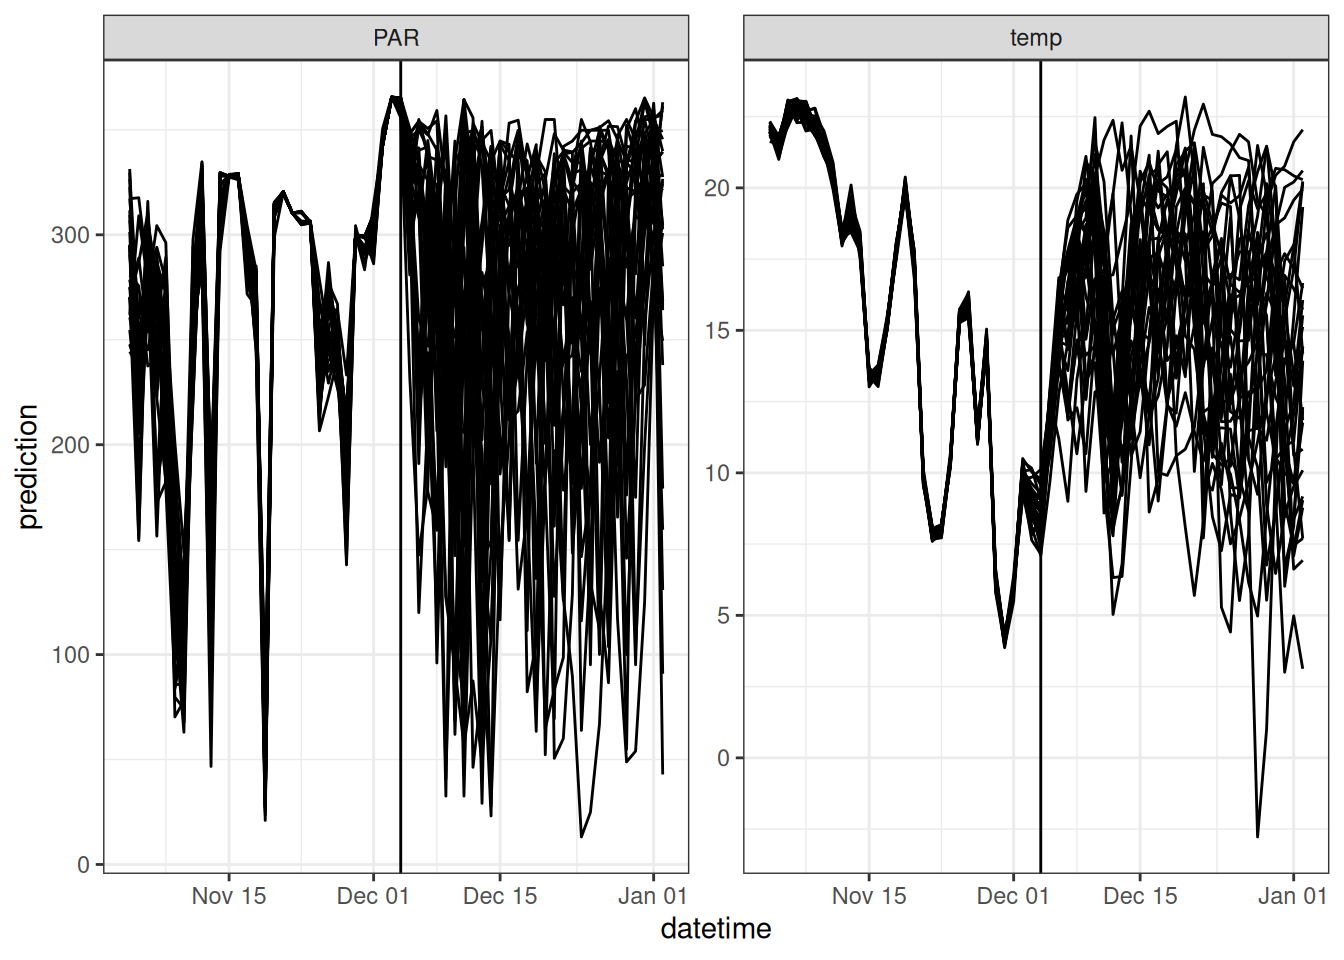 PAR
temp
prediction
300
200
100
0
20
15
10
5
0
Nov 15
Dec 01
Dec 15
Jan 01
Nov 15
Dec 01
Dec 15
Jan 01
datetime